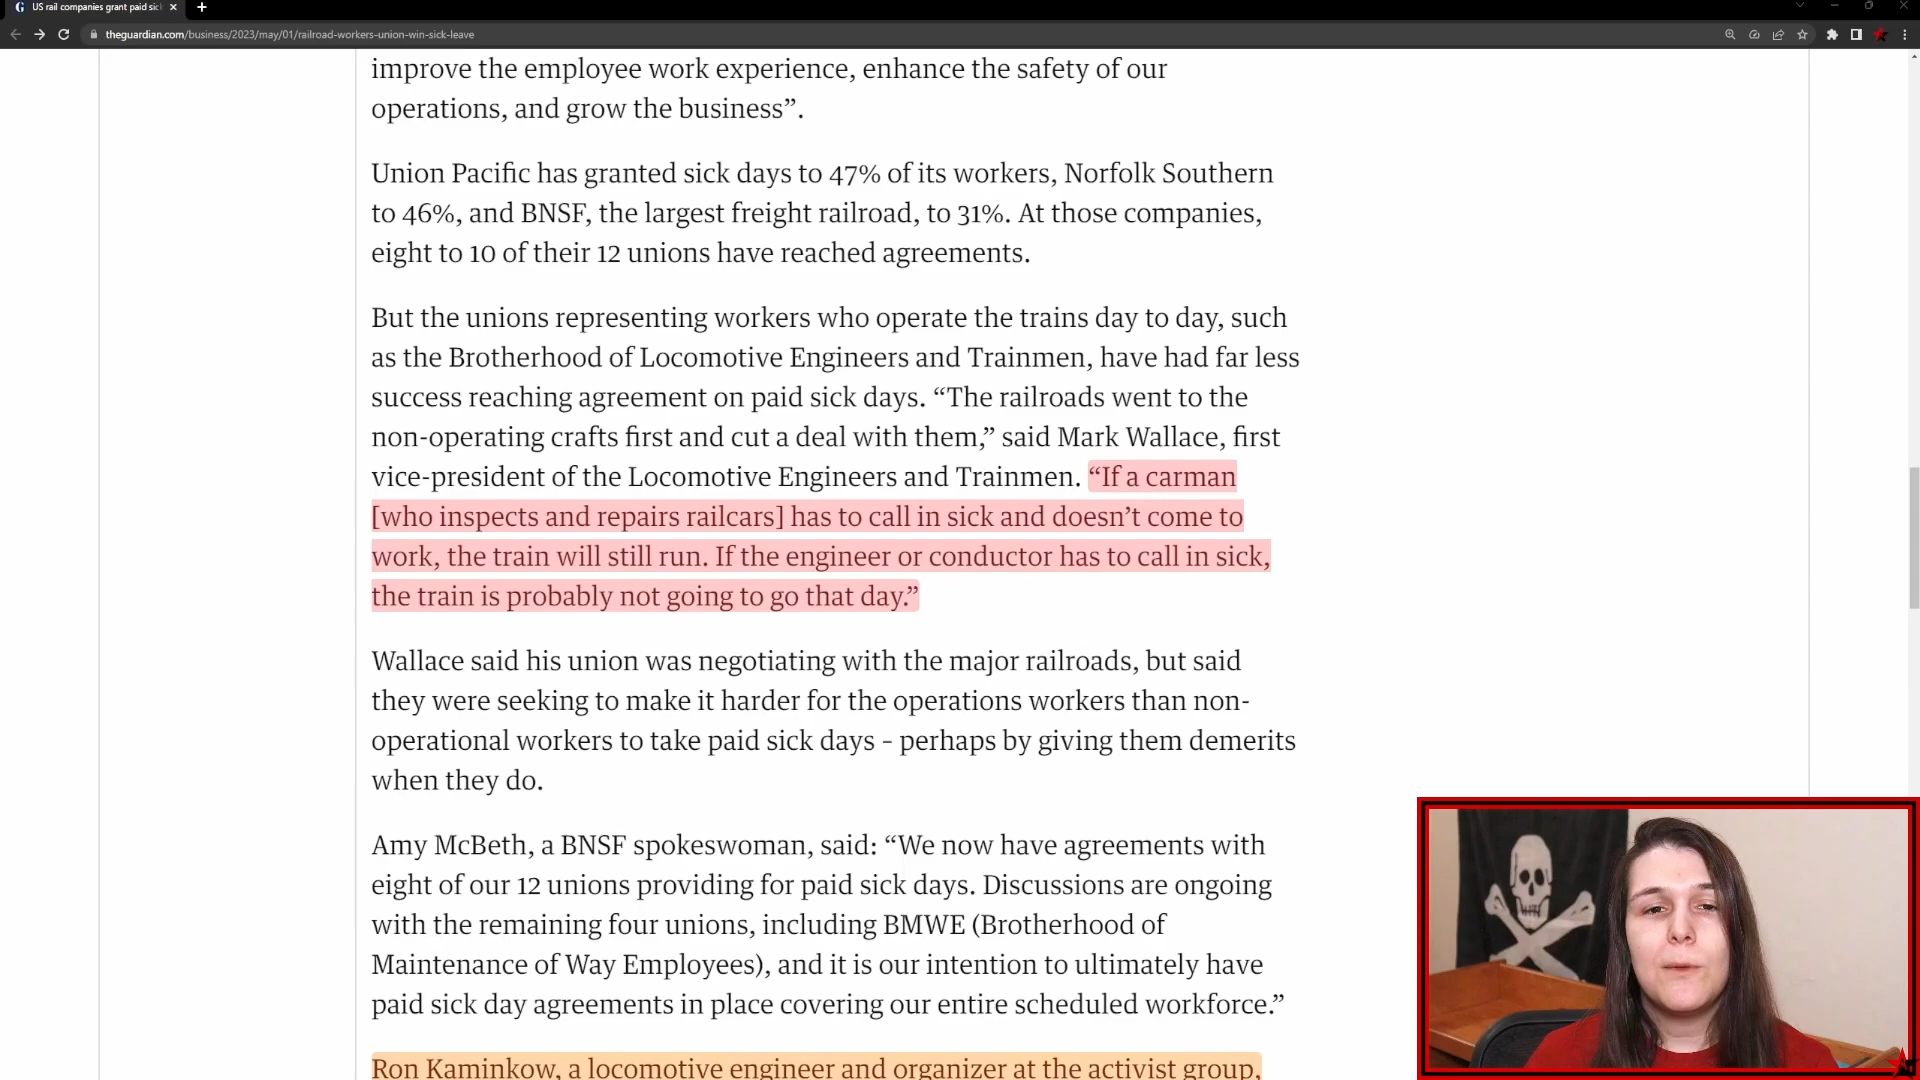 US rail companies grant paid sic
theguardian.com/business/2023/may/01/railroad-workers-union-win-sick-leave
improve the employee work experience, enhance the safety of our
operations, and grow the business”.
Union Pacific has granted sick days to 47% of its workers, Norfolk Southern
to 46%, and BNSF, the largest freight railroad, to 31%. At those companies,
eight to 10 of their 12 unions have reached agreements.
But the unions representing workers who operate the trains day to day, such
as the Brotherhood of Locomotive Engineers and Trainmen, have had far less
success reaching agreement on paid sick days. “The railroads went to the
non-operating crafts first and cut a deal with them,” said Mark Wallace, first
vice-president of the Locomotive Engineers and Trainmen. “If a carman
[who inspects and repairs railcars] has to call in sick and doesn’t come to
work, the train will still run. If the engineer or conductor has to call in sick,
the train is probably not going to go that day.”
Wallace said his union was negotiating with the major railroads, but said
they were seeking to make it harder for the operations workers than non-
operational workers to take paid sick days – perhaps by giving them demerits
when they do.
Amy McBeth, a BNSF spokeswoman, said: “We now have agreements with
eight of our 12 unions providing for paid sick days. Discussions are ongoing
with the remaining four unions, including BMWE (Brotherhood of
Maintenance of Way Employees), and it is our intention to ultimately have
paid sick day agreements in place covering our entire scheduled workforce.”
Ron Kaminkow, a locomotive engineer and organizer at the activist group,